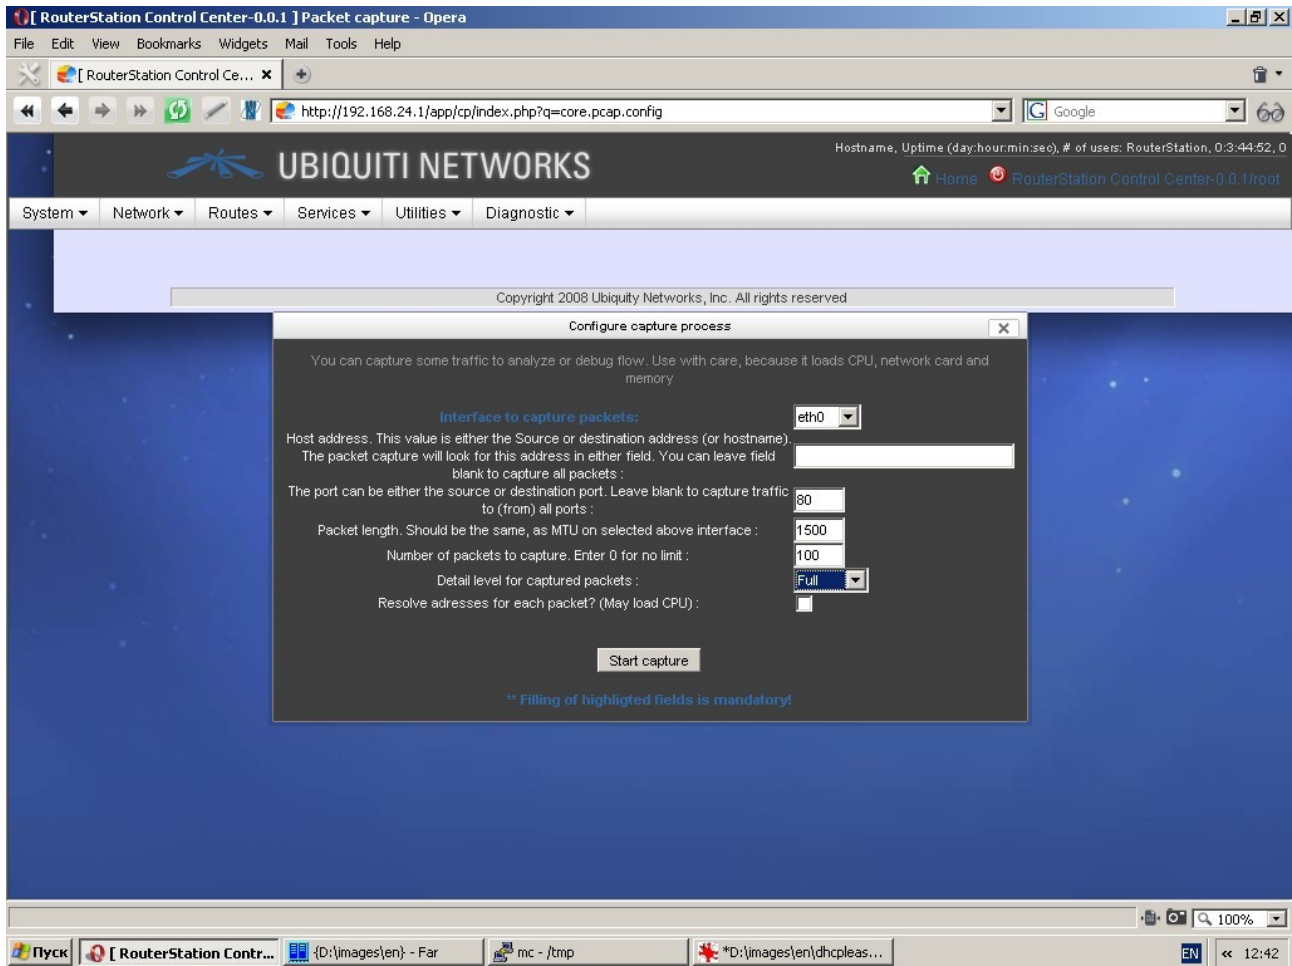 [ RouterStation Control Center-0.0.1 ] Packet capture - Opera
File Edit View Bookmarks Widgets Mail Tools Help
[ RouterStation Control Ce...
http://192.168.24.1/app/cp/index.php?q=core.pcap.config
G Google
UBIQUITI NETWORKS
Hostname, Uptime (day:hour:min:sec), # of users: RouterStation, 0:3:44:52, 0
Home RouterStation Control Center-0.0.1/root
System Network Routes Services Utilities Diagnostic
Copyright 2008 Ubiquity Networks, Inc. All rights reserved
Configure capture process
You can capture some traffic to analyze or debug flow. Use with care, because it loads CPU, network card and
memory
Interface to capture packets: eth0
Host address. This value is either the Source or destination address (or hostname).
The packet capture will look for this address in either field. You can leave field
blank to capture all packets :
The port can be either the source or destination port. Leave blank to capture traffic
to (from) all ports : 80
Packet length. Should be the same, as MTU on selected above interface : 1500
Number of packets to capture. Enter 0 for no limit : 100
Detail level for captured packets : Full
Resolve adresses for each packet? (May load CPU) :
Start capture
** Filling of highligted fields is mandatory!
100%
Пуск [ RouterStation Contr... {D:\images\en} - Far mc - /tmp *D:\images\en\dhcpleas... EN « 12:42